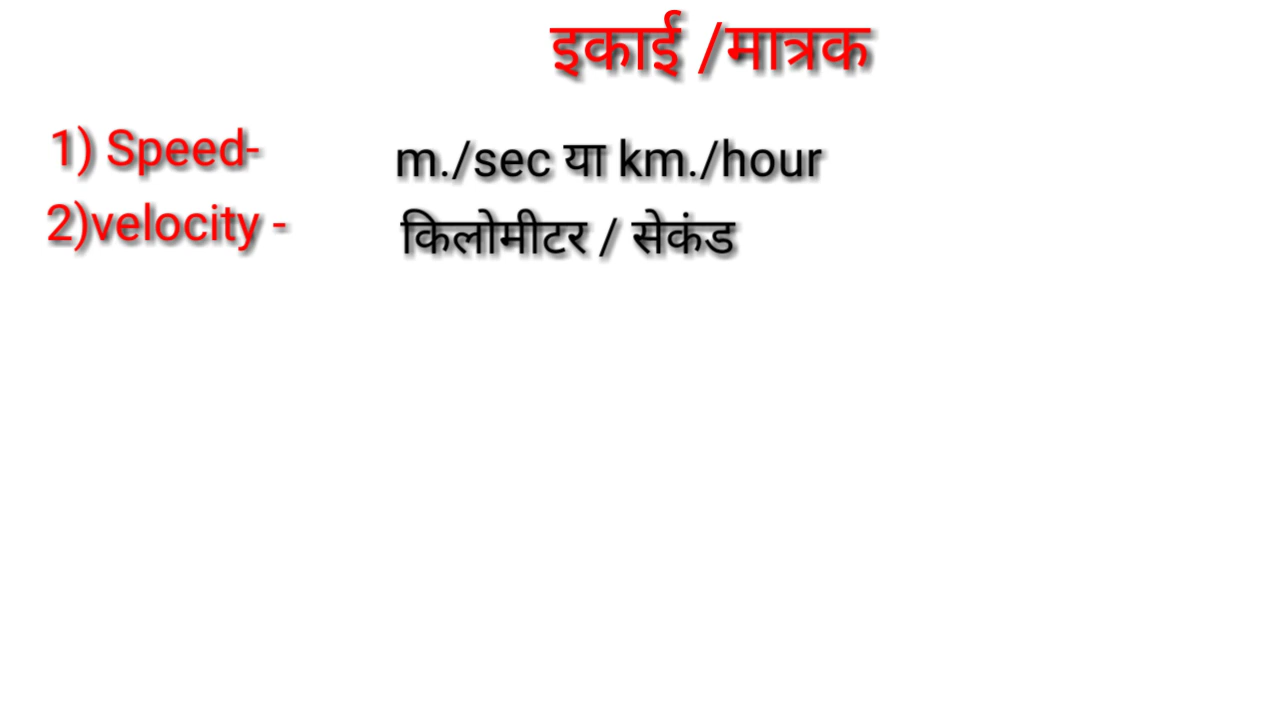 इकाई /मात्रक
1) Speed- m./sec या km./hour
2)velocity - किलोमीटर / सेकंड